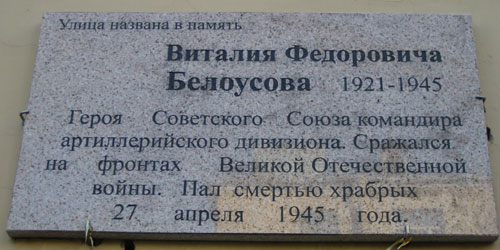 Улица названа в память
Виталия Федоровича
Белоусова 1921-1945
Героя Советского Союза командира
артиллерийского дивизиона. Сражался
на фронтах Великой Отечественной
войны. Пал смертью храбрых
27 апреля 1945 года.